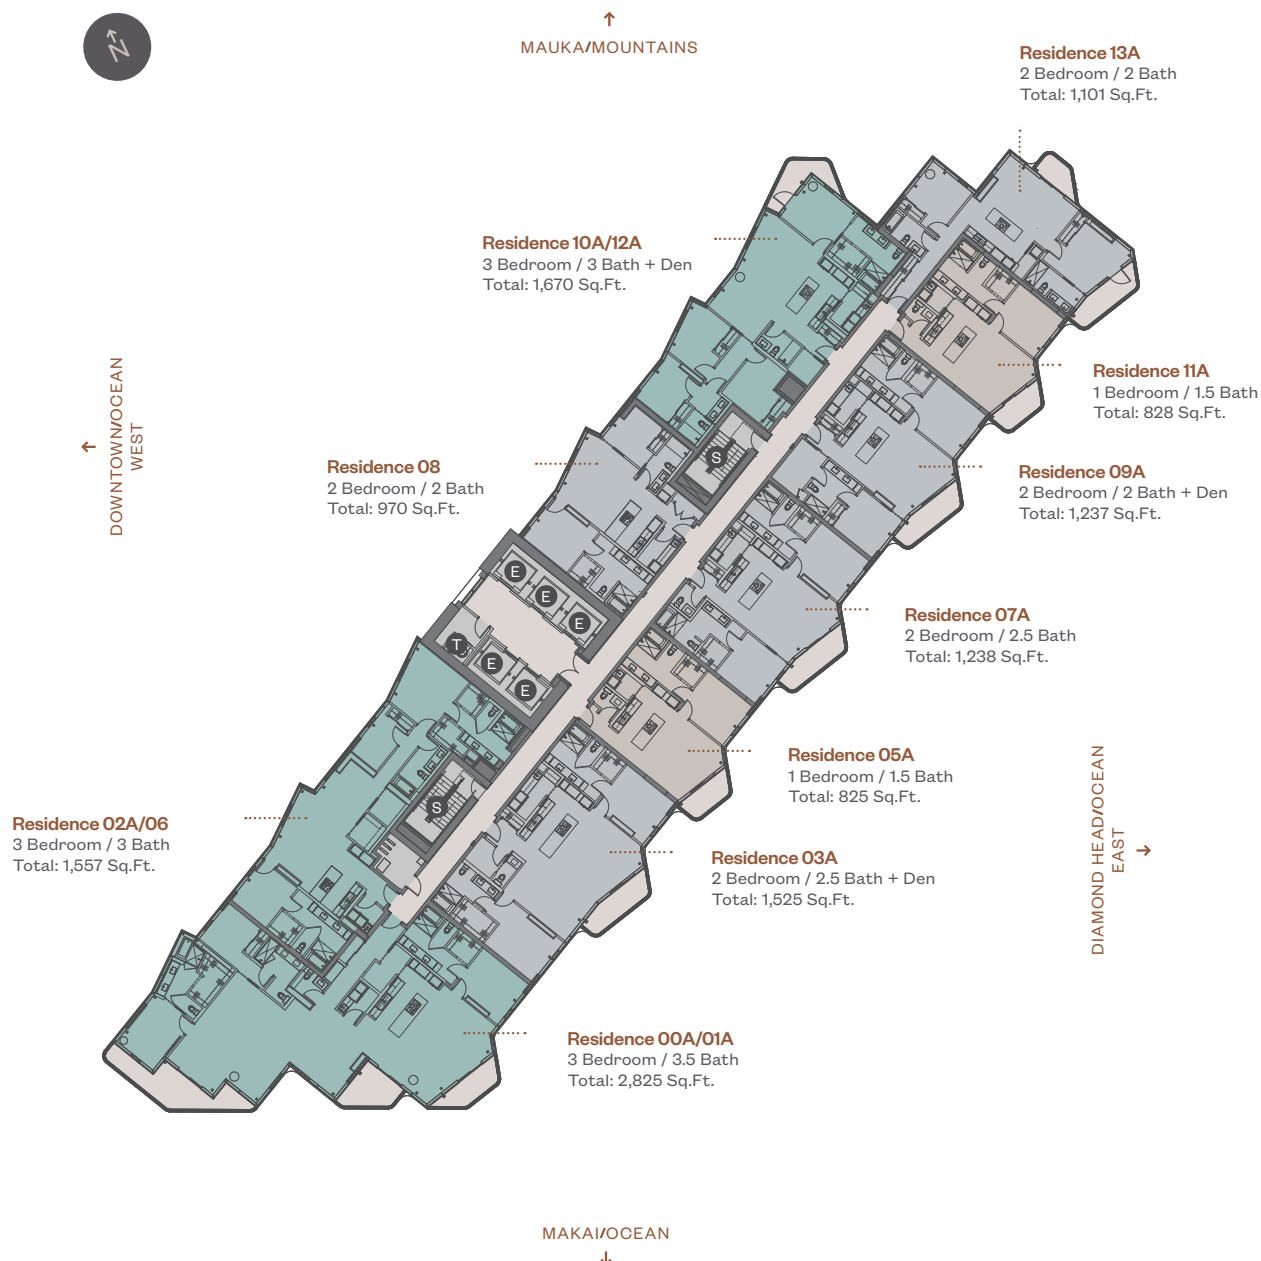 N
MAUKA/MOUNTAINS
Residence 13A
2 Bedroom / 2 Bath
Total: 1,101 Sq.Ft.
Residence 10A/12A
3 Bedroom / 3 Bath + Den
Total: 1,670 Sq.Ft.
Residence 11A
1 Bedroom / 1.5 Bath
Total: 828 Sq.Ft.
DOWNTOWN/OCEAN
WEST
Residence 08
2 Bedroom / 2 Bath
Total: 970 Sq.Ft.
S
Residence 09A
2 Bedroom / 2 Bath + Den
Total: 1,237 Sq.Ft.
E
E
E
T
E
E
Residence 07A
2 Bedroom / 2.5 Bath
Total: 1,238 Sq.Ft.
Residence 05A
1 Bedroom / 1.5 Bath
Total: 825 Sq.Ft.
S
Residence 02A/06
3 Bedroom / 3 Bath
Total: 1,557 Sq.Ft.
Residence 03A
2 Bedroom / 2.5 Bath + Den
Total: 1,525 Sq.Ft.
DIAMOND HEAD/OCEAN
EAST
Residence 00A/01A
3 Bedroom / 3.5 Bath
Total: 2,825 Sq.Ft.
MAKAI/OCEAN